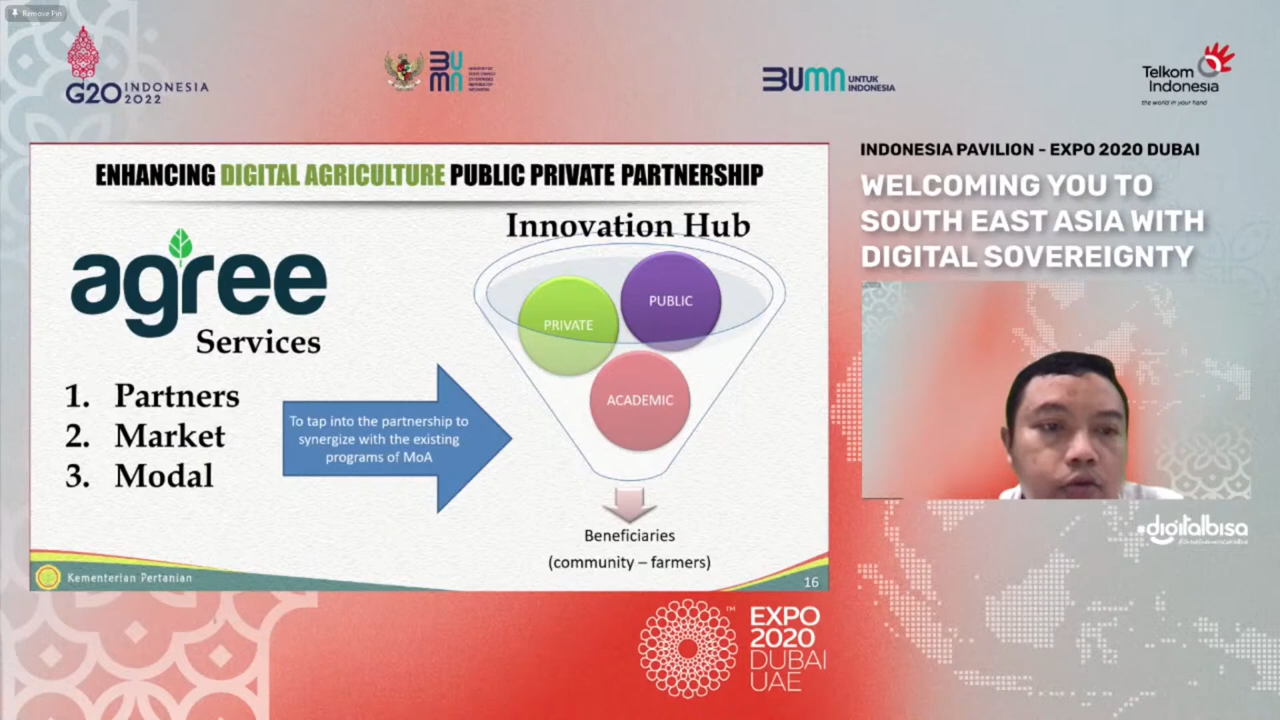 Remove Pin
G20 INDONESIA
2022
BUMN
BUMN UNTUK
INDONESIA
Telkom
Indonesia
the world in your hand
INDONESIA PAVILION - EXPO 2020 DUBAI
WELCOMING YOU TO
SOUTH EAST ASIA WITH
DIGITAL SOVEREIGNTY
ENHANCING DIGITAL AGRICULTURE PUBLIC PRIVATE PARTNERSHIP
agree
Services
1. Partners
2. Market
3. Modal
To tap into the partnership to
synergize with the existing
programs of MoA
Innovation Hub
PRIVATE
PUBLIC
ACADEMIC
Beneficiaries
(community – farmers)
Kementerian Pertanian
16
#digitalbisa
EXPO
2020
DUBAI
UAE
TM